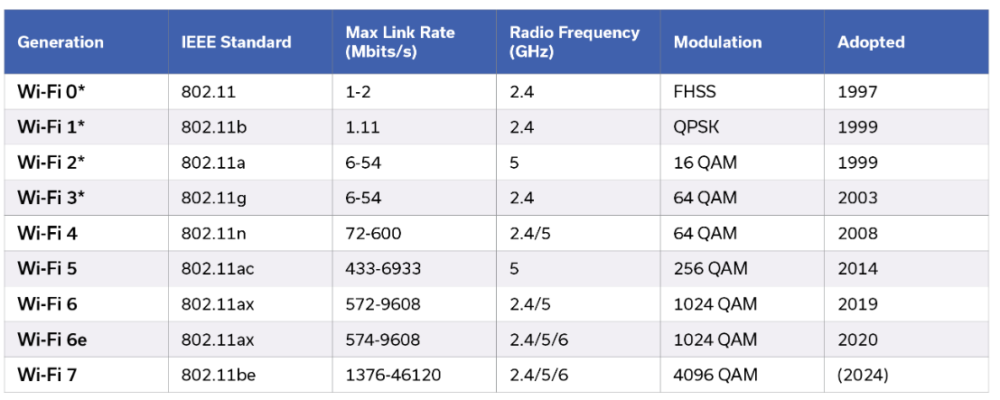 Generation IEEE Standard Max Link Rate (Mbits/s) Radio Frequency (GHz) Modulation Adopted
Wi-Fi 0* 802.11 1-2 2.4 FHSS 1997
Wi-Fi 1* 802.11b 1.11 2.4 QPSK 1999
Wi-Fi 2* 802.11a 6-54 5 16 QAM 1999
Wi-Fi 3* 802.11g 6-54 2.4 64 QAM 2003
Wi-Fi 4 802.11n 72-600 2.4/5 64 QAM 2008
Wi-Fi 5 802.11ac 433-6933 5 256 QAM 2014
Wi-Fi 6 802.11ax 572-9608 2.4/5 1024 QAM 2019
Wi-Fi 6e 802.11ax 574-9608 2.4/5/6 1024 QAM 2020
Wi-Fi 7 802.11be 1376-46120 2.4/5/6 4096 QAM (2024)